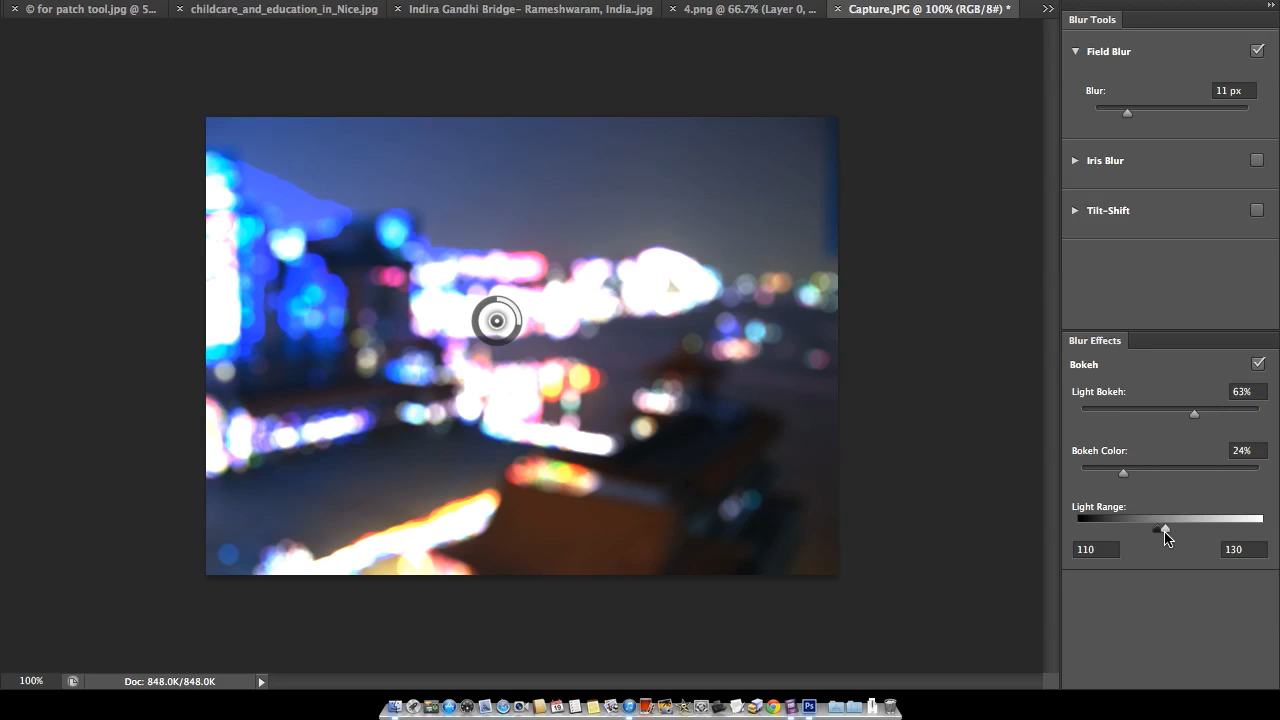 © for patch tool.jpg @ 5...
childcare_and_education_in_Nice.jpg
Indira Gandhi Bridge- Rameshwaram, India.jpg
4.png @ 66.7% (Layer 0, ...
Capture.JPG @ 100% (RGB/8#) *
Blur Tools
Field Blur
Blur: 11 px
Iris Blur
Tilt-Shift
Blur Effects
Bokeh
Light Bokeh: 63%
Bokeh Color: 24%
Light Range:
110 130
100% Doc: 848.0K/848.0K
Ps